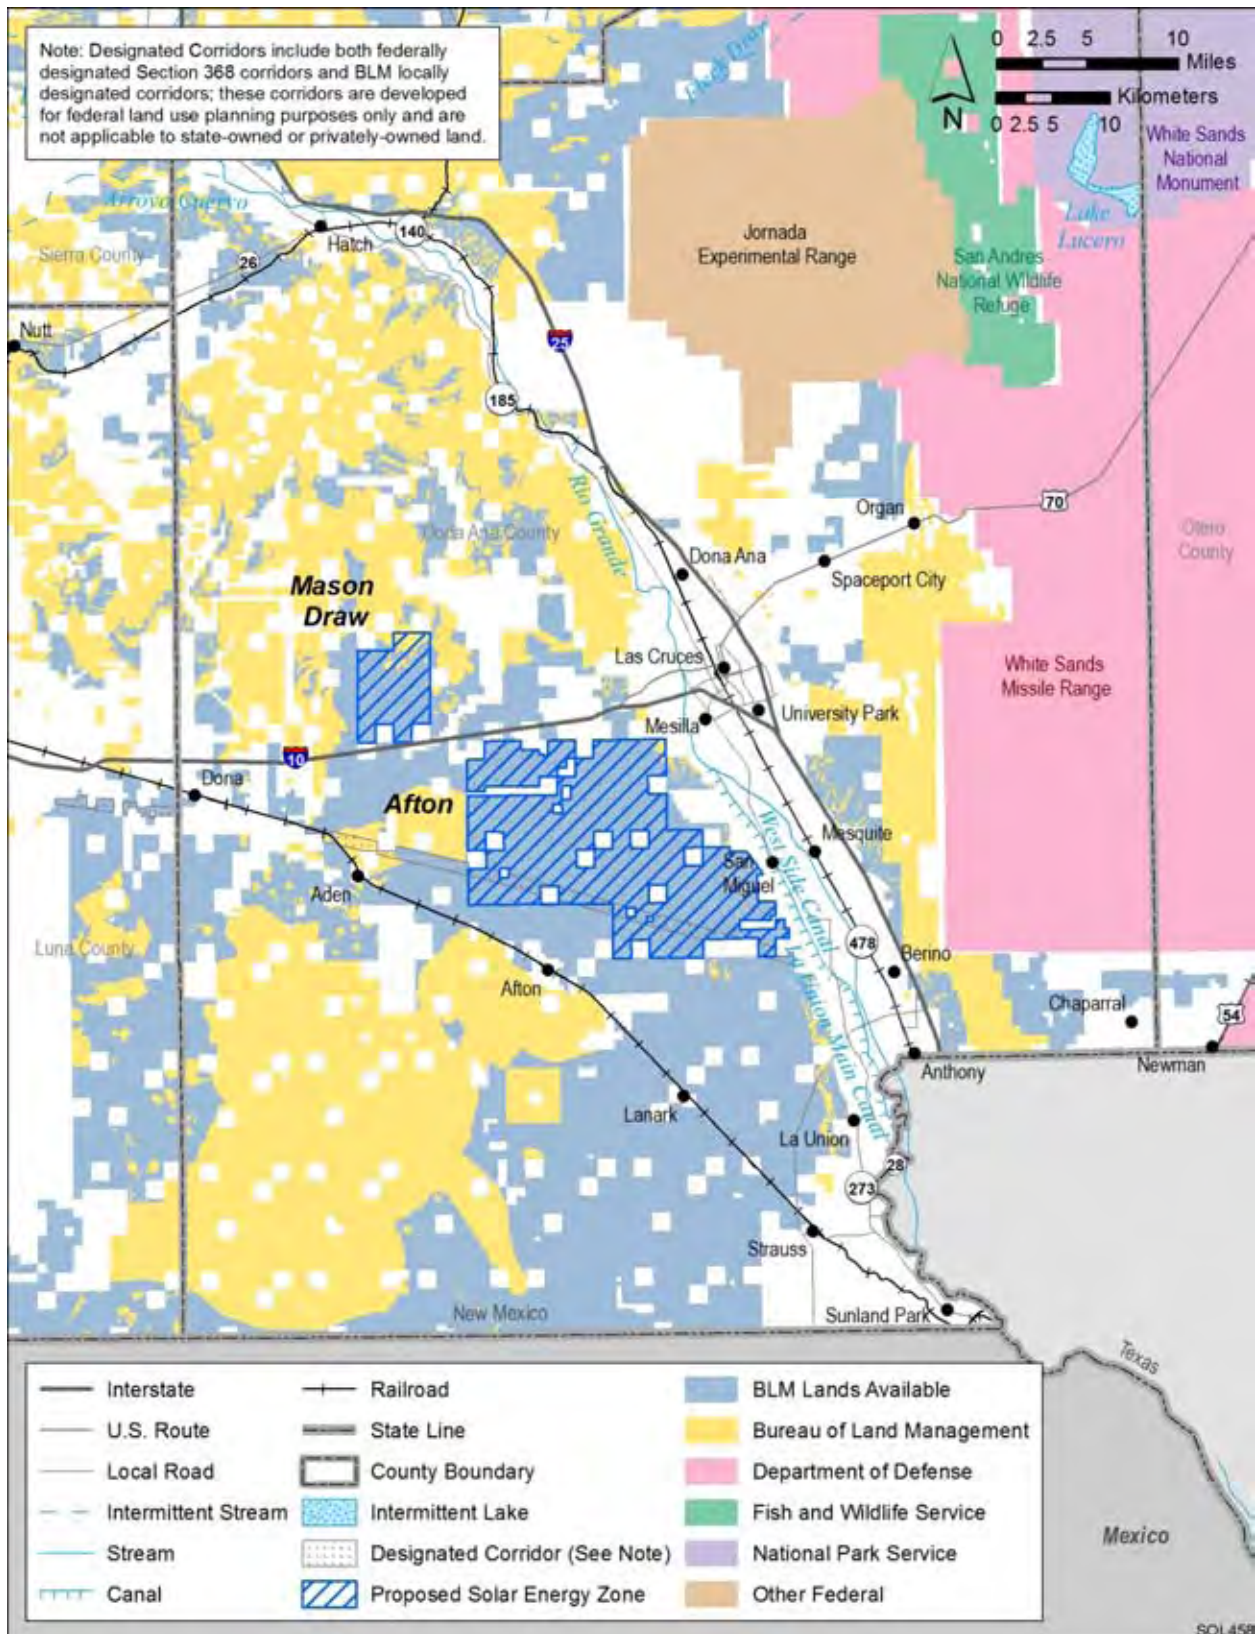 Note: Designated Corridors include both federally
designated Section 368 corridors and BLM locally
designated corridors; these corridors are developed
for federal land use planning purposes only and are
not applicable to state-owned or privately-owned land.
0 2.5 5 10
Miles
Kilometers
0 2.5 5 10
N
White Sands
National
Monument
Lake
Lucero
Jornada
Experimental Range
San Andres
National Wildlife
Refuge
Arroyo Cuervo
Sierra County
Hatch
140
26
Nutt
25
185
Rio Grande
Dona Ana County
70
Organ
Otero
County
Dona Ana
Spaceport City
Mason
Draw
Las Cruces
White Sands
Missile Range
Mesilla
University Park
10
Dona
Afton
West Side Canal
Mesquite
San
Miguel
Aden
Luna County
478
Berino
La Union Main Canal
Afton
Chaparral
54
Anthony
Newman
Lanark
La Union
28
273
Strauss
New Mexico
Sunland Park
Texas
Interstate
U.S. Route
Local Road
Intermittent Stream
Stream
Canal
Railroad
State Line
County Boundary
Intermittent Lake
Designated Corridor (See Note)
Proposed Solar Energy Zone
BLM Lands Available
Bureau of Land Management
Department of Defense
Fish and Wildlife Service
National Park Service
Other Federal
Mexico
SOL458